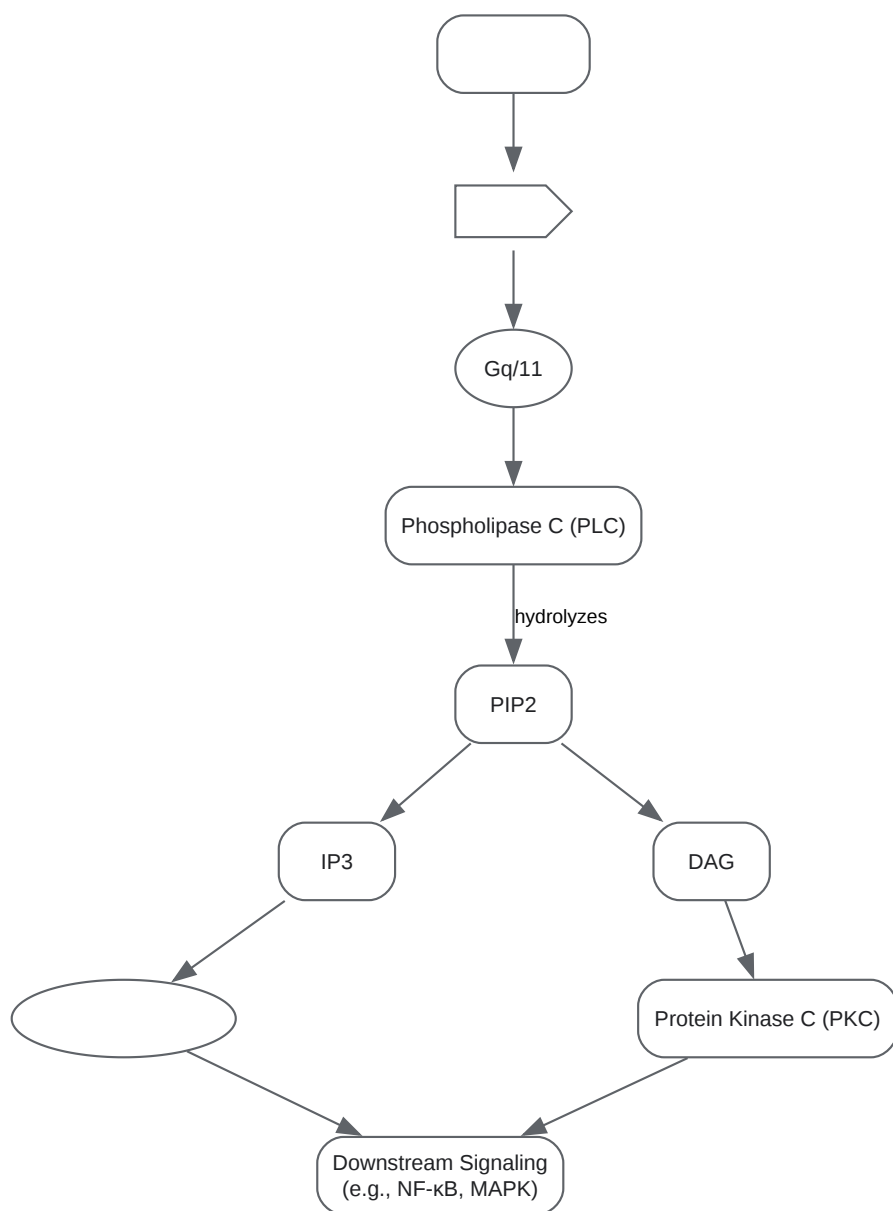 Gq/11
Phospholipase C (PLC)
hydrolyzes
PIP2
IP3
DAG
Protein Kinase C (PKC)
Downstream Signaling
(e.g., NF-κB, MAPK)